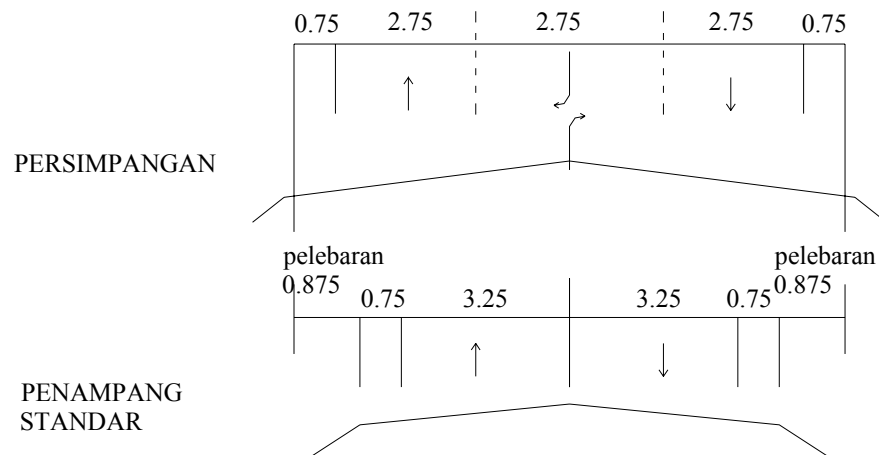 0.75 2.75 2.75 2.75 0.75
PERSIMPANGAN
pelebaran pelebaran
0.875 0.875
0.75 3.25 3.25 0.75
PENAMPANG
STANDAR